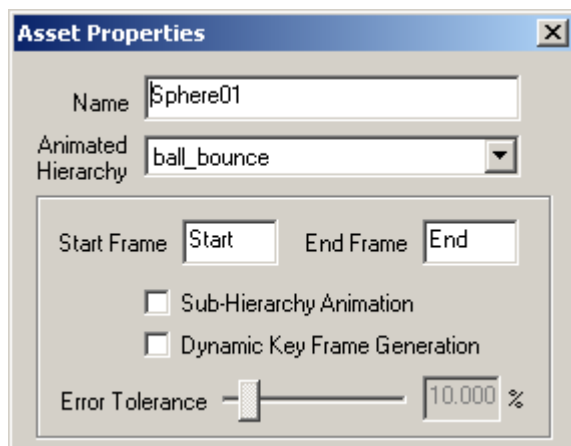 Asset Properties
Name Sphere01
Animated
Hierarchy ball_bounce
Start Frame Start End Frame End
Sub-Hierarchy Animation
Dynamic Key Frame Generation
Error Tolerance 10.000 %